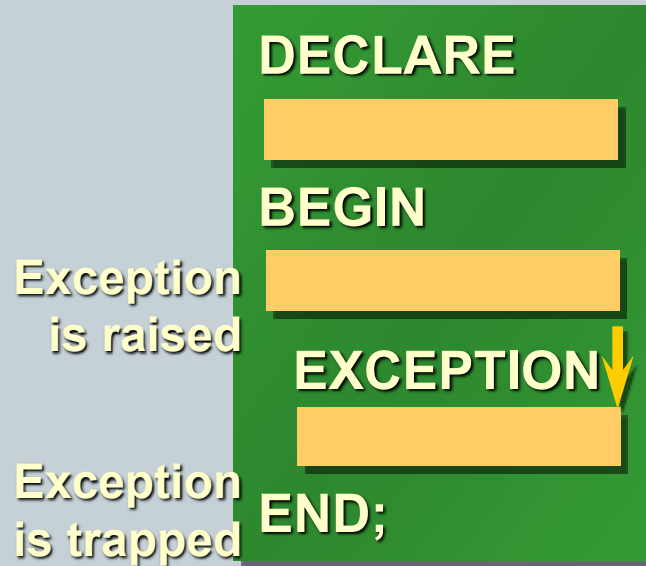 DECLARE
BEGIN
Exception
is raised
EXCEPTION
Exception
is trapped
END;